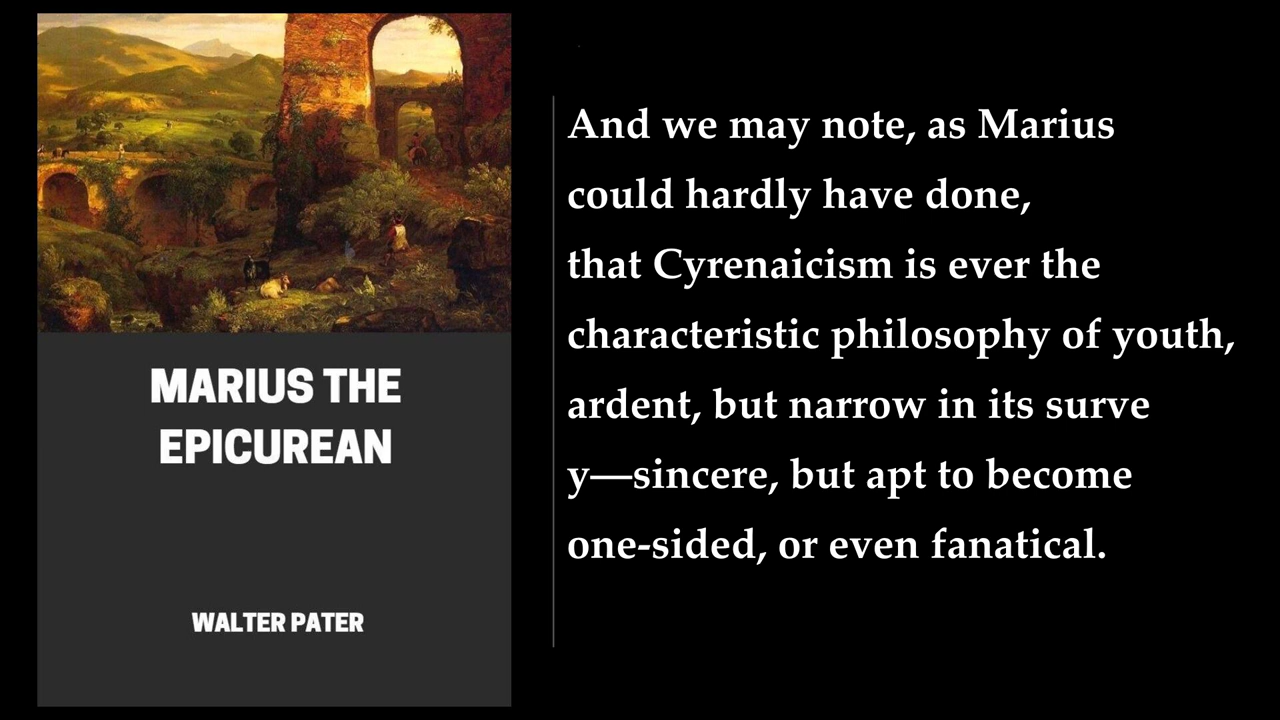 MARIUS THE
EPICUREAN
WALTER PATER
And we may note, as Marius
could hardly have done,
that Cyrenaicism is ever the
characteristic philosophy of youth,
ardent, but narrow in its surve
y—sincere, but apt to become
one-sided, or even fanatical.